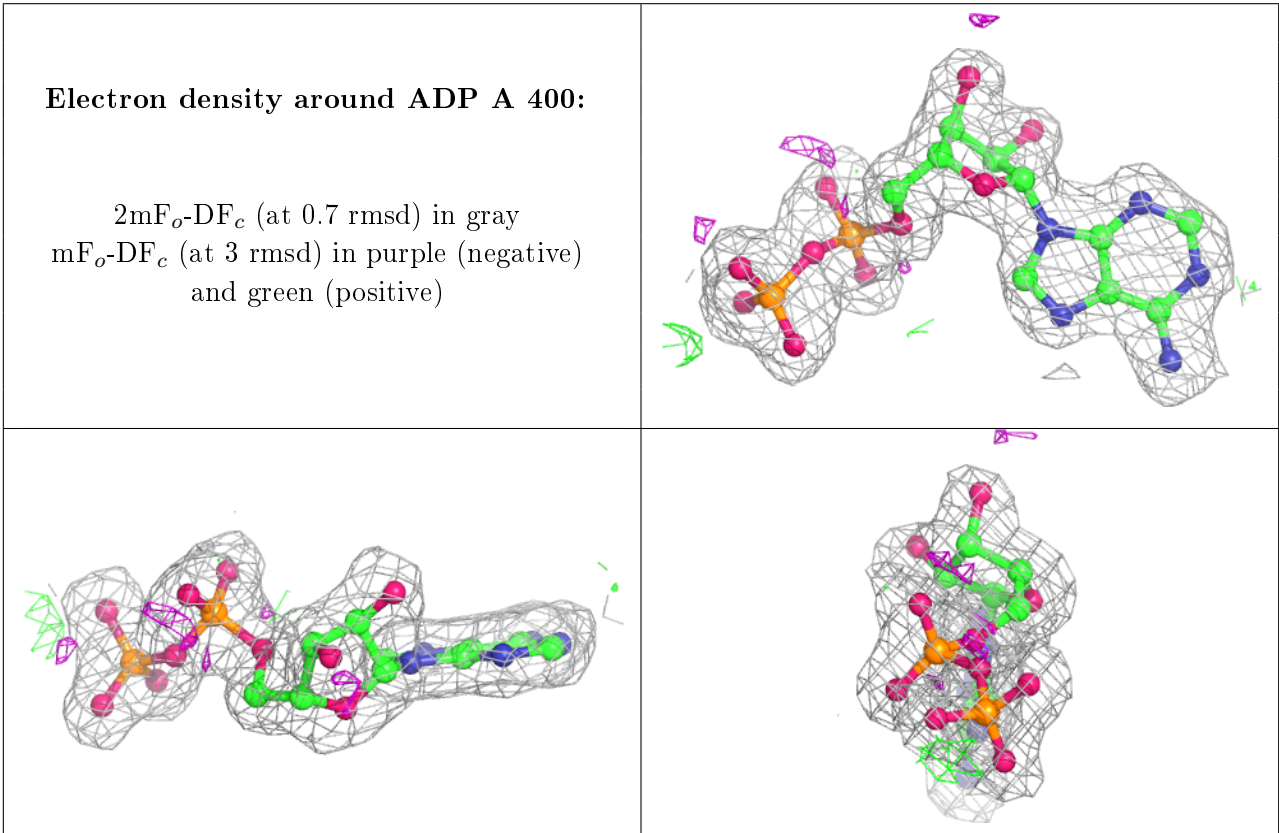 Electron density around ADP A 400:
2mFₒ-DF𝒸 (at 0.7 rmsd) in gray
mFₒ-DF𝒸 (at 3 rmsd) in purple (negative)
and green (positive)